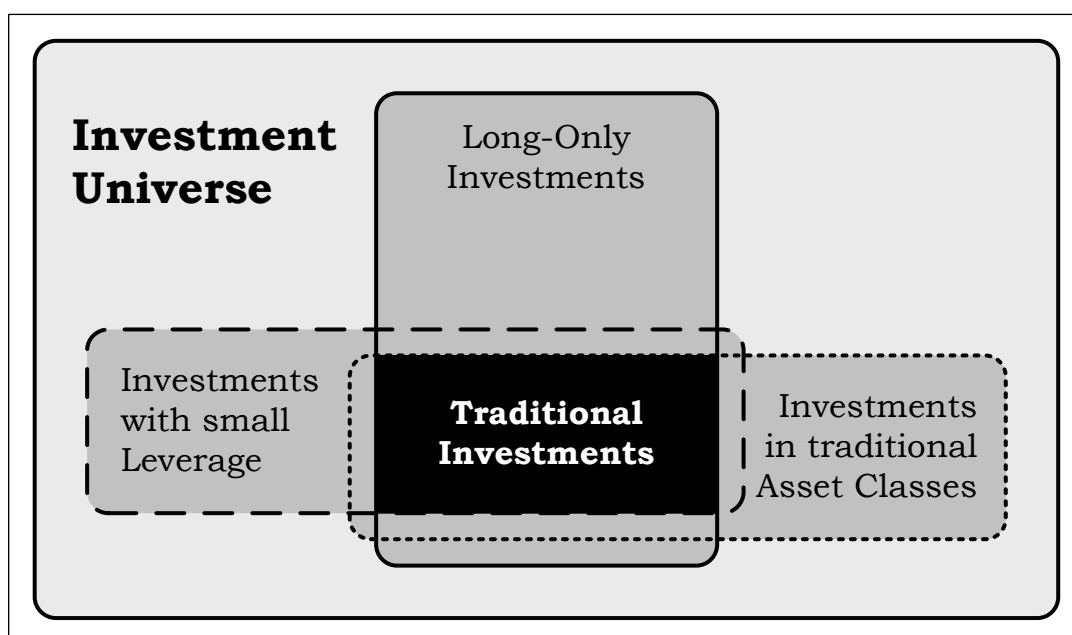 Investment
Universe
Long-Only
Investments
Investments
with small
Leverage
Traditional
Investments
Investments
in traditional
Asset Classes